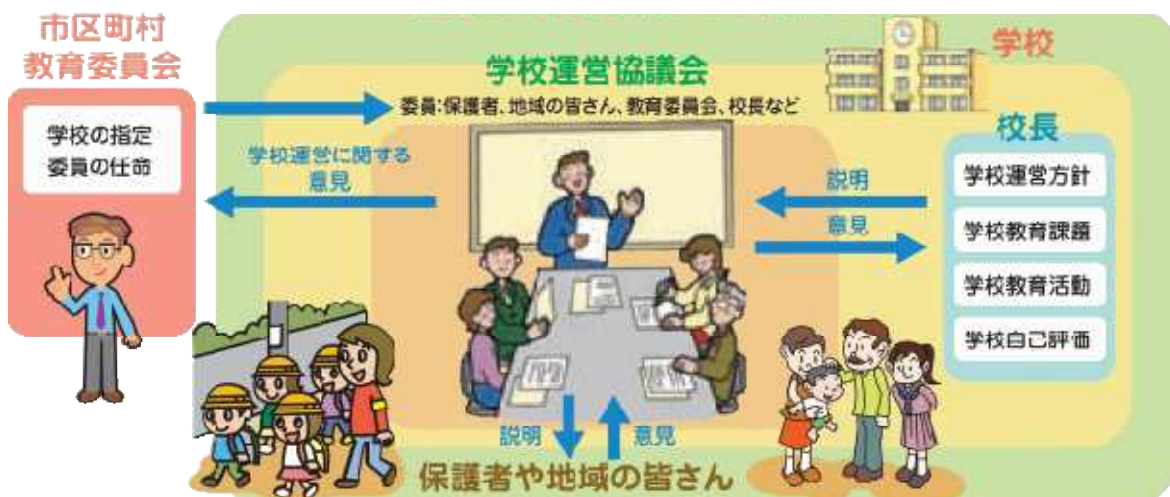 市区町村
教育委員会
学校の指定
委員の任命
学校
学校運営協議会
委員:保護者、地域の皆さん、教育委員会、校長など
学校運営に関する
意見
説明
意見
校長
学校運営方針
学校教育課題
学校教育活動
学校自己評価
説明
意見
保護者や地域の皆さん